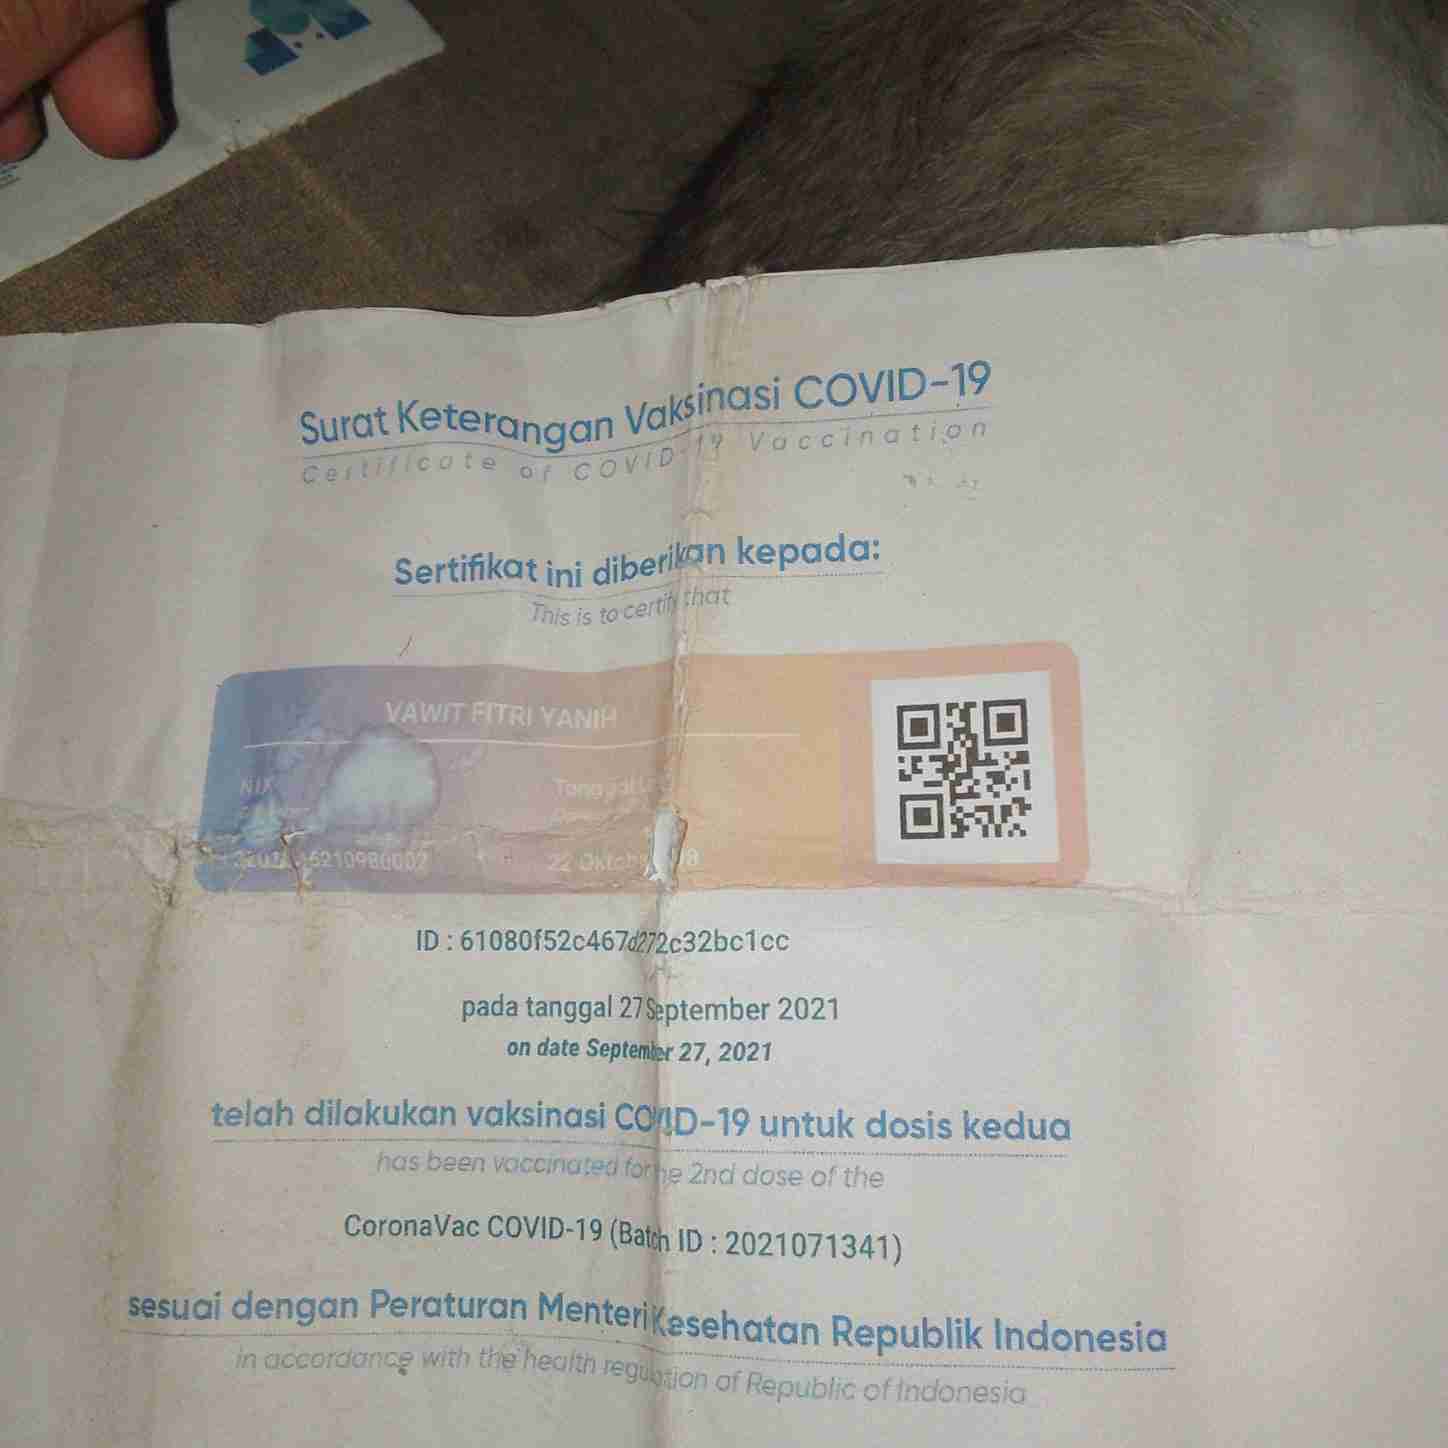 Surat Keterangan Vaksinasi COVID-19
Certificate of COVID-19 Vaccination
Sertifikat ini diberikan kepada:
This is to certify that
VAWIT FITRI YANIH
NIK
22
ID : 61080f52c467d272c32bc1cc
pada tanggal 27 September 2021
on date September 27, 2021
telah dilakukan vaksinasi COVID-19 untuk dosis kedua
has been vaccinated for the 2nd dose of the
CoronaVac COVID-19 (Batch ID : 2021071341)
sesuai dengan Peraturan Menteri Kesehatan Republik Indonesia
in accordance with the health regulation of Republic of Indonesia